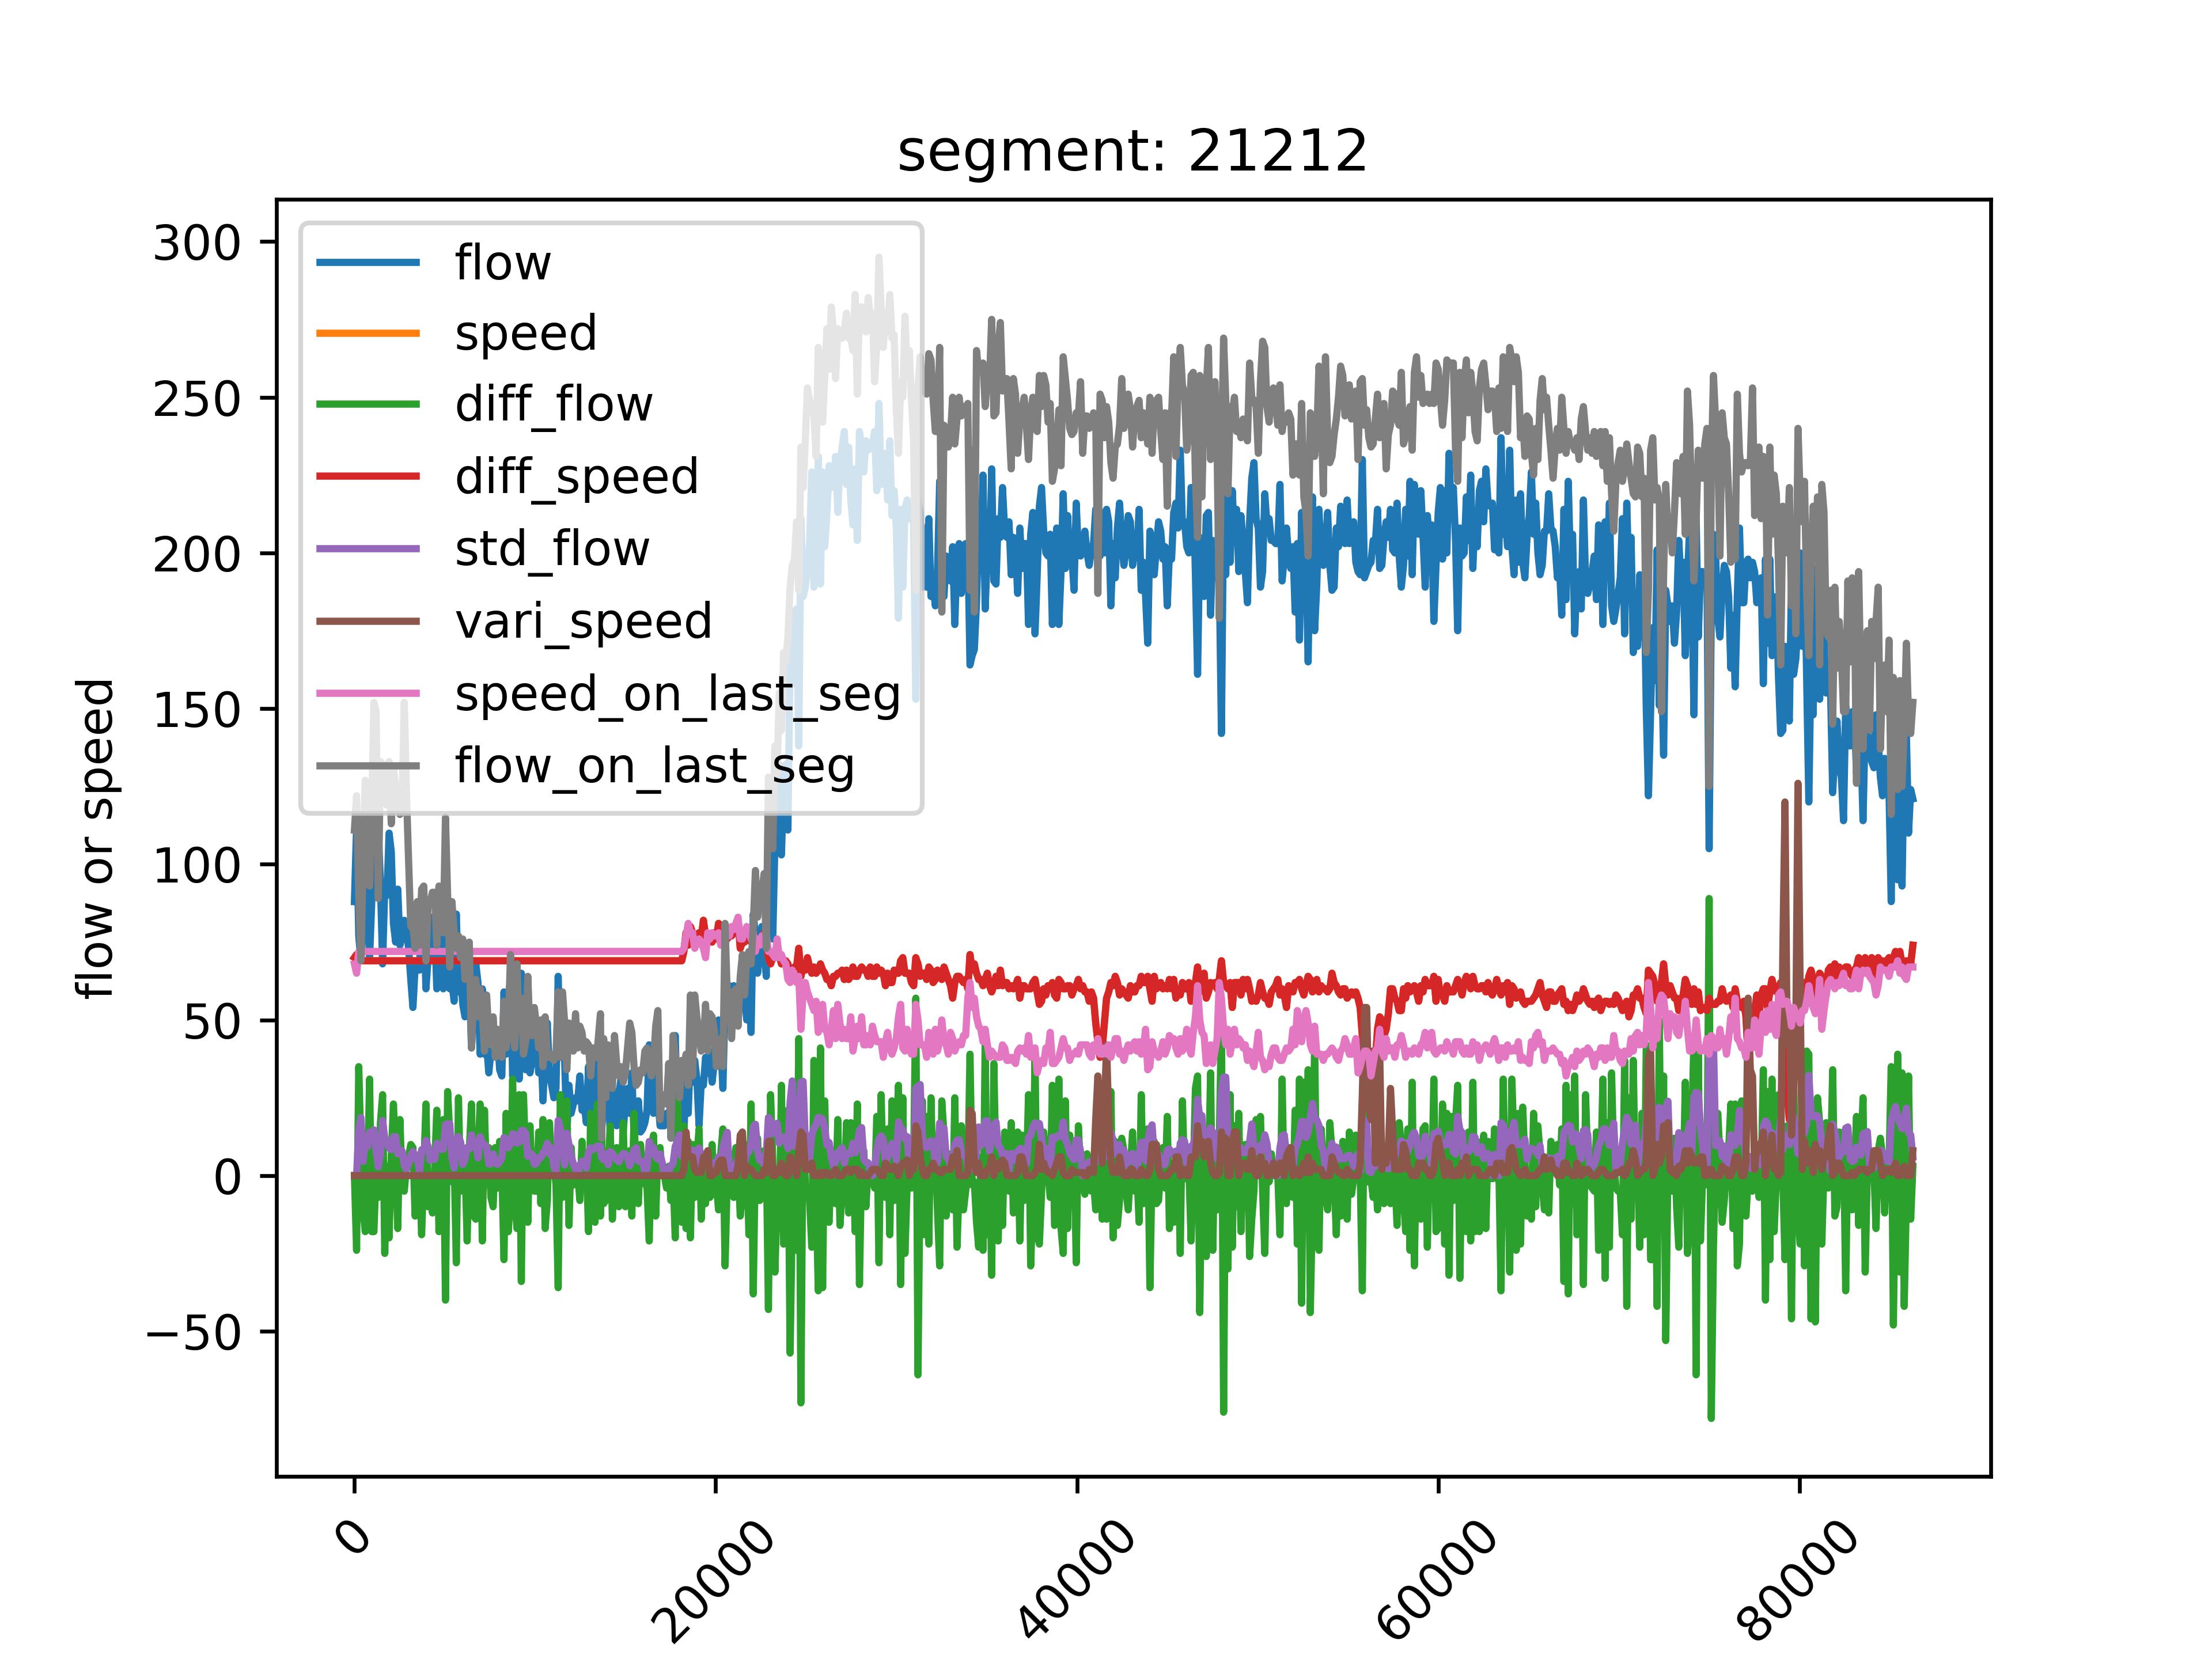 segment: 21212
flow or speed
300
250
200
150
100
50
0
−50
flow
speed
diff_flow
diff_speed
std_flow
vari_speed
speed_on_last_seg
flow_on_last_seg
0
20000
40000
60000
80000